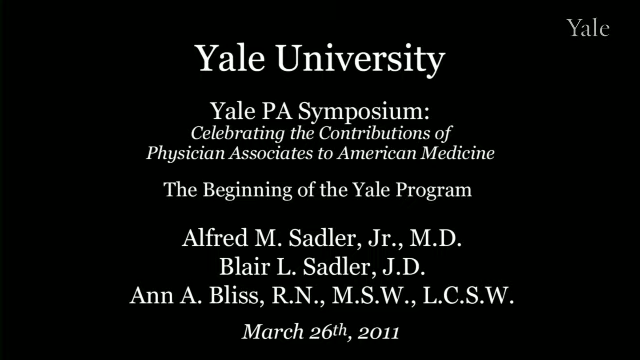 Yale
Yale University
Yale PA Symposium:
Celebrating the Contributions of
Physician Associates to American Medicine
The Beginning of the Yale Program
Alfred M. Sadler, Jr., M.D.
Blair L. Sadler, J.D.
Ann A. Bliss, R.N., M.S.W., L.C.S.W.
March 26th, 2011